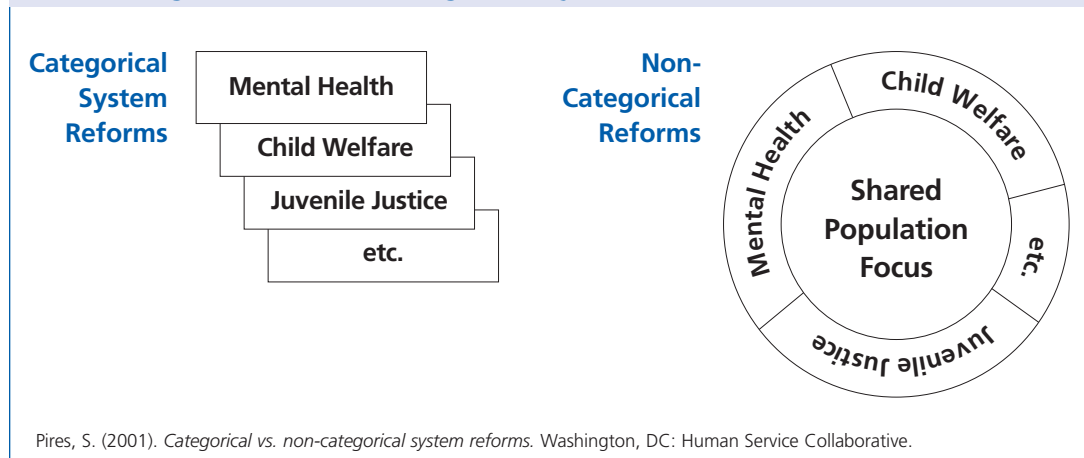 Categorical
System
Reforms
Mental Health
Child Welfare
Juvenile Justice
etc.
Non-
Categorical
Reforms
Child Welfare
Mental Health
Shared
Population
Focus
etc.
Juvenile Justice
Pires, S. (2001). Categorical vs. non-categorical system reforms. Washington, DC: Human Service Collaborative.